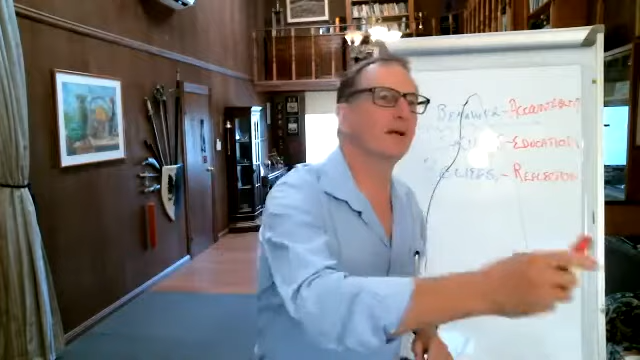 BEHAVIOUR - ACCOUNTABILITY
- EDUCATION
BELIEFS - REFLECTION